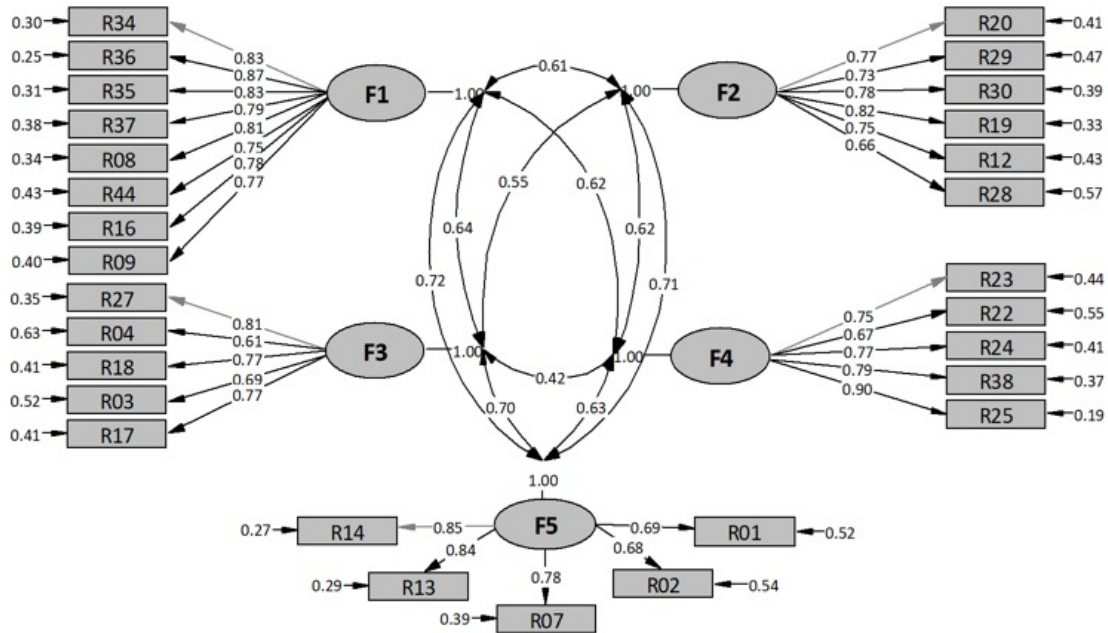 0.30 R34
0.25 R36
0.31 R35
0.38 R37
0.34 R08
0.43 R44
0.39 R16
0.40 R09
0.83
0.87
0.83
0.79
0.81
0.75
0.78
0.77
F1
1.00
0.61
1.00
F2
0.77
0.73
0.78
0.82
0.75
0.66
R20 0.41
R29 0.47
R30 0.39
R19 0.33
R12 0.43
R28 0.57
0.55
0.62
0.64
0.62
0.72
0.71
0.35 R27
0.63 R04
0.41 R18
0.52 R03
0.41 R17
0.81
0.61
0.77
0.69
0.77
F3
1.00
0.42
1.00
F4
0.75
0.67
0.77
0.79
0.90
R23 0.44
R22 0.55
R24 0.41
R38 0.37
R25 0.19
0.70
0.63
1.00
F5
0.27 R14 0.85
0.69 R01 0.52
0.84
0.68
0.29 R13
0.78
R02 0.54
0.39 R07